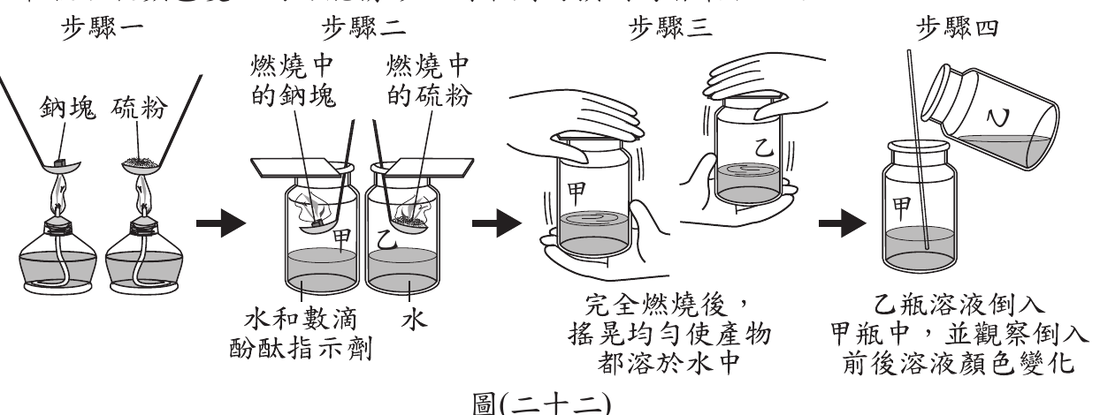 步驟一
步驟二
步驟三
步驟四
鈉塊
硫粉
燃燒中
的鈉塊
燃燒中
的硫粉
甲
乙
甲
乙
甲
乙
水和數滴
酚酞指示劑
水
完全燃燒後，
搖晃均勻使產物
都溶於水中
乙瓶溶液倒入
甲瓶中，並觀察倒入
前後溶液顏色變化
圖(二十二)